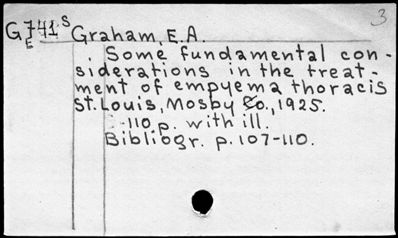 3
G741S Graham, E.A.
E
Some fundamental con-
siderations in the treat-
ment of empyema thoracis
St. Louis, Mosby Co., 1925.
110 p. with ill.
Bibliogr. p. 107-110.